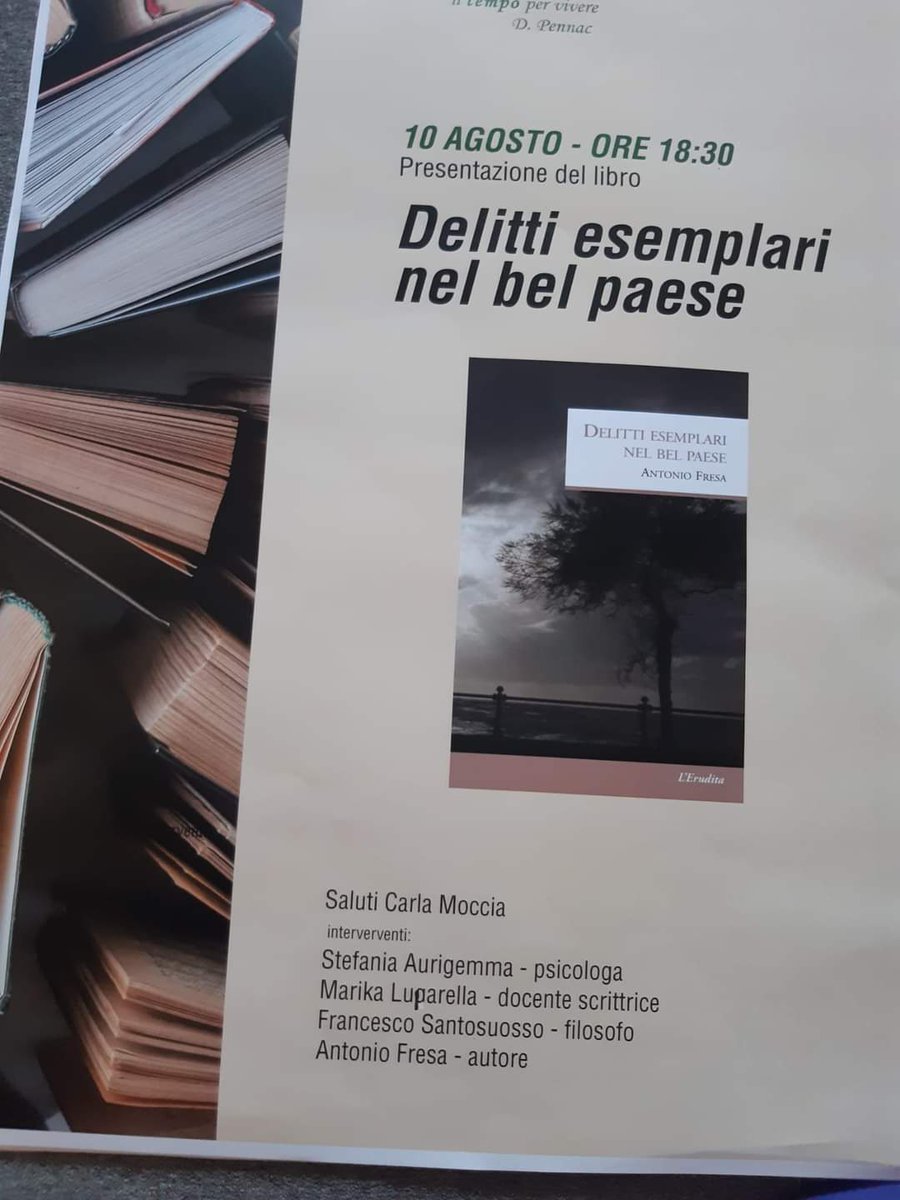 il tempo per vivere
D. Pennac
10 AGOSTO - ORE 18:30
Presentazione del libro
Delitti esemplari
nel bel paese
DELITTI ESEMPLARI
NEL BEL PAESE
ANTONIO FRESA
L'Erudita
Saluti Carla Moccia
interverventi:
Stefania Aurigemma - psicologa
Marika Luparella - docente scrittrice
Francesco Santosuosso - filosofo
Antonio Fresa - autore